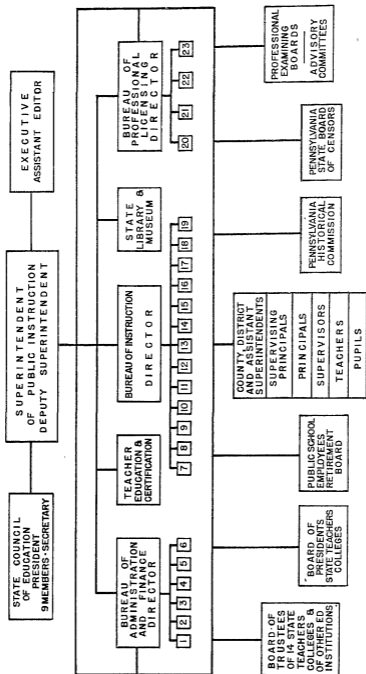 STATE COUNCIL
OF EDUCATION
PRESIDENT
9 MEMBERS-SECRETARY
SUPERINTENDENT
OF PUBLIC INSTRUCTION
DEPUTY SUPERINTENDENT
EXECUTIVE
ASSISTANT EDITOR
BUREAU OF
ADMINISTRATION
AND FINANCE
DIRECTOR
TEACHER
EDUCATION &
CERTIFICATION
BUREAU OF INSTRUCTION
DIRECTOR
STATE
LIBRARY &
MUSEUM
BUREAU OF
PROFESSIONAL
LICENSING
DIRECTOR
1 2 3 4 5 6
7 8 9 10 11 12 13 14 15 16 17 18 19
20 21 22 23
BOARD OF
TRUSTEES
OF 14 STATE
TEACHERS
COLLEGES &
OF OTHER ED
INSTITUTIONS
BOARD OF
PRESIDENTS
STATE TEACHERS
COLLEGES
PUBLIC SCHOOL
EMPLOYEES
RETIREMENT
BOARD
COUNTY, DISTRICT
AND ASSISTANT
SUPERINTENDENTS
SUPERVISING
PRINCIPALS
PRINCIPALS
SUPERVISORS
TEACHERS
PUPILS
PENNSYLVANIA
HISTORICAL
COMMISSION
PENNSYLVANIA
STATE BOARD
OF CENSORS
PROFESSIONAL
EXAMINING
BOARDS
ADVISORY
COMMITTEES